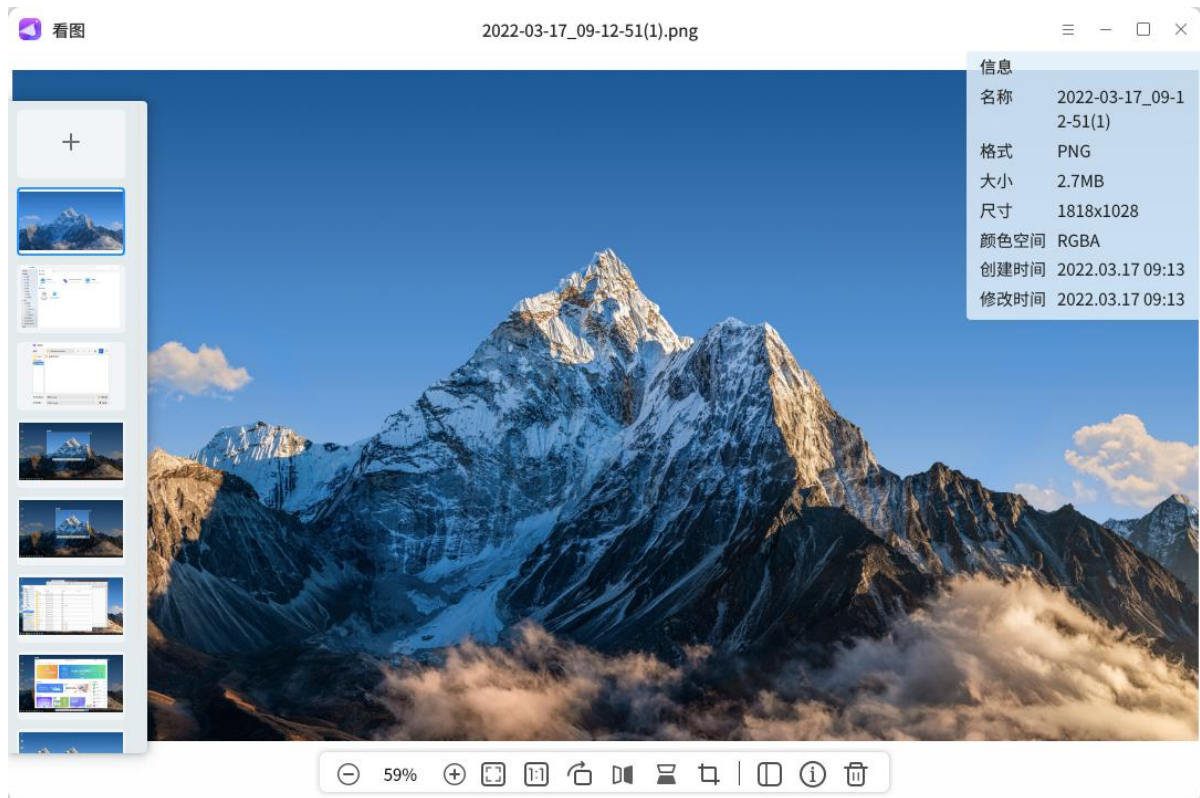 看图
2022-03-17_09-12-51(1).png
信息
名称 2022-03-17_09-1
2-51(1)
格式 PNG
大小 2.7MB
尺寸 1818x1028
颜色空间 RGBA
创建时间 2022.03.17 09:13
修改时间 2022.03.17 09:13
59%
1:1